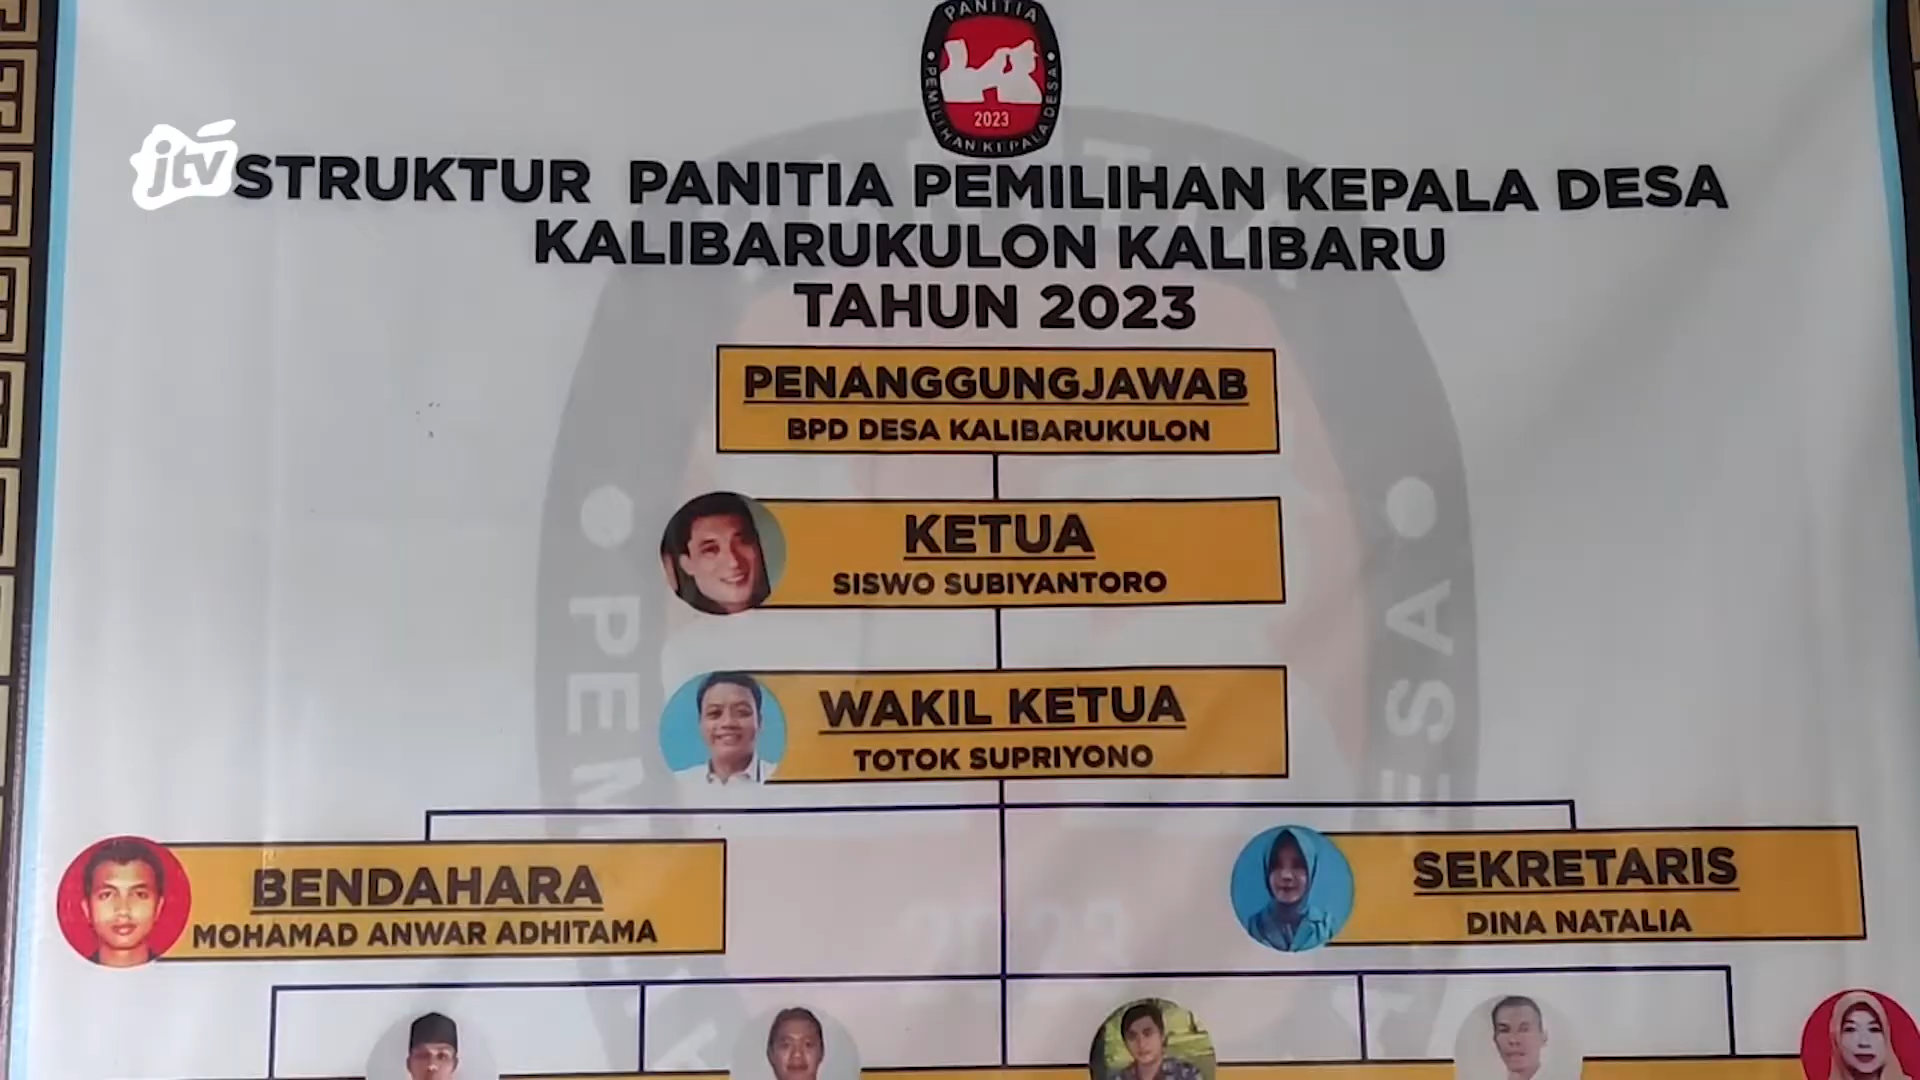 PANITIA
PEMILIHAN KEPALA DESA
2023
jtv
STRUKTUR PANITIA PEMILIHAN KEPALA DESA
KALIBARUKULON KALIBARU
TAHUN 2023
PENANGGUNGJAWAB
BPD DESA KALIBARUKULON
KETUA
SISWO SUBIYANTORO
WAKIL KETUA
TOTOK SUPRIYONO
BENDAHARA
MOHAMAD ANWAR ADHITAMA
SEKRETARIS
DINA NATALIA